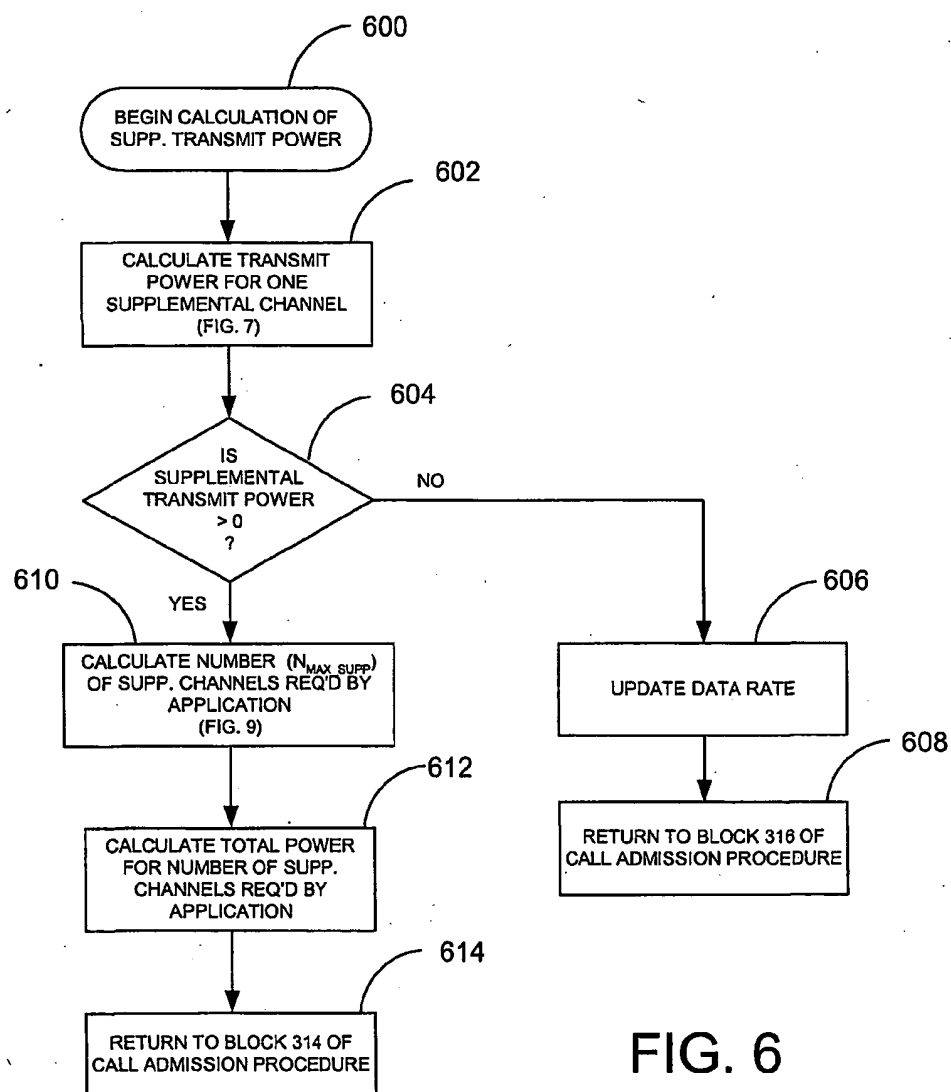 600
BEGIN CALCULATION OF
SUPP. TRANSMIT POWER
602
CALCULATE TRANSMIT
POWER FOR ONE
SUPPLEMENTAL CHANNEL
(FIG. 7)
604
IS
SUPPLEMENTAL
TRANSMIT POWER
> 0
?
NO
YES
610
CALCULATE NUMBER (N_MAX_SUPP)
OF SUPP. CHANNELS REQ'D BY
APPLICATION
(FIG. 9)
606
UPDATE DATA RATE
612
CALCULATE TOTAL POWER
FOR NUMBER OF SUPP.
CHANNELS REQ'D BY
APPLICATION
608
RETURN TO BLOCK 316 OF
CALL ADMISSION PROCEDURE
614
RETURN TO BLOCK 314 OF
CALL ADMISSION PROCEDURE
FIG. 6